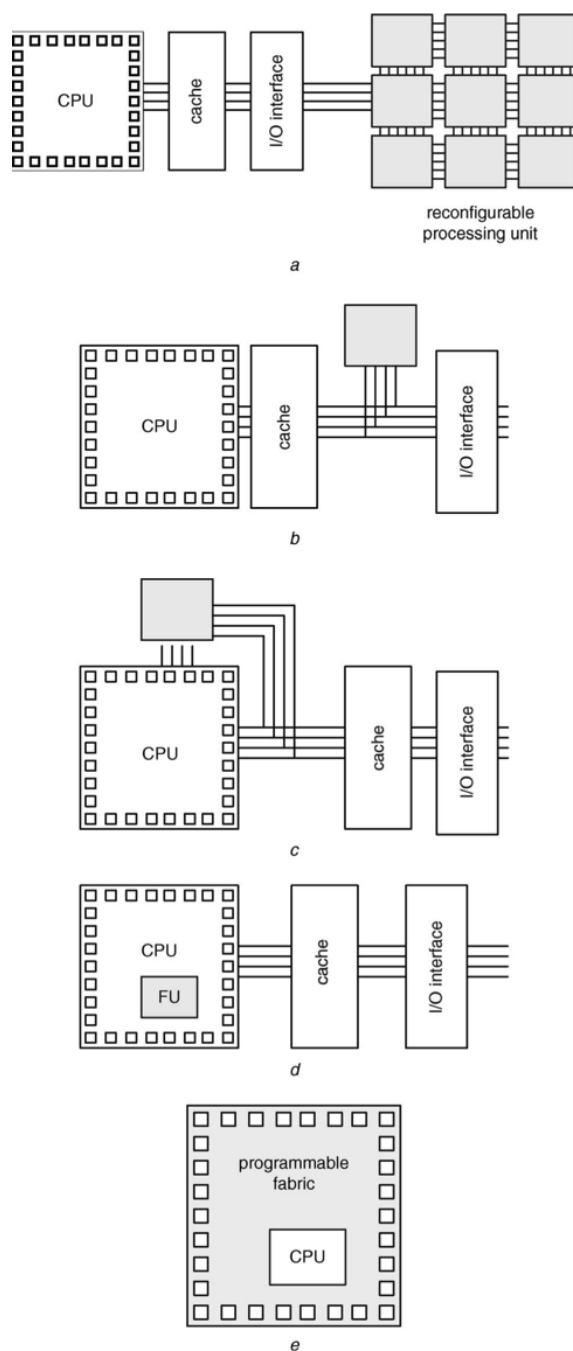 CPU
cache
I/O interface
reconfigurable
processing unit
a
CPU
cache
I/O interface
b
CPU
cache
I/O interface
c
CPU
FU
cache
I/O interface
d
programmable
fabric
CPU
e